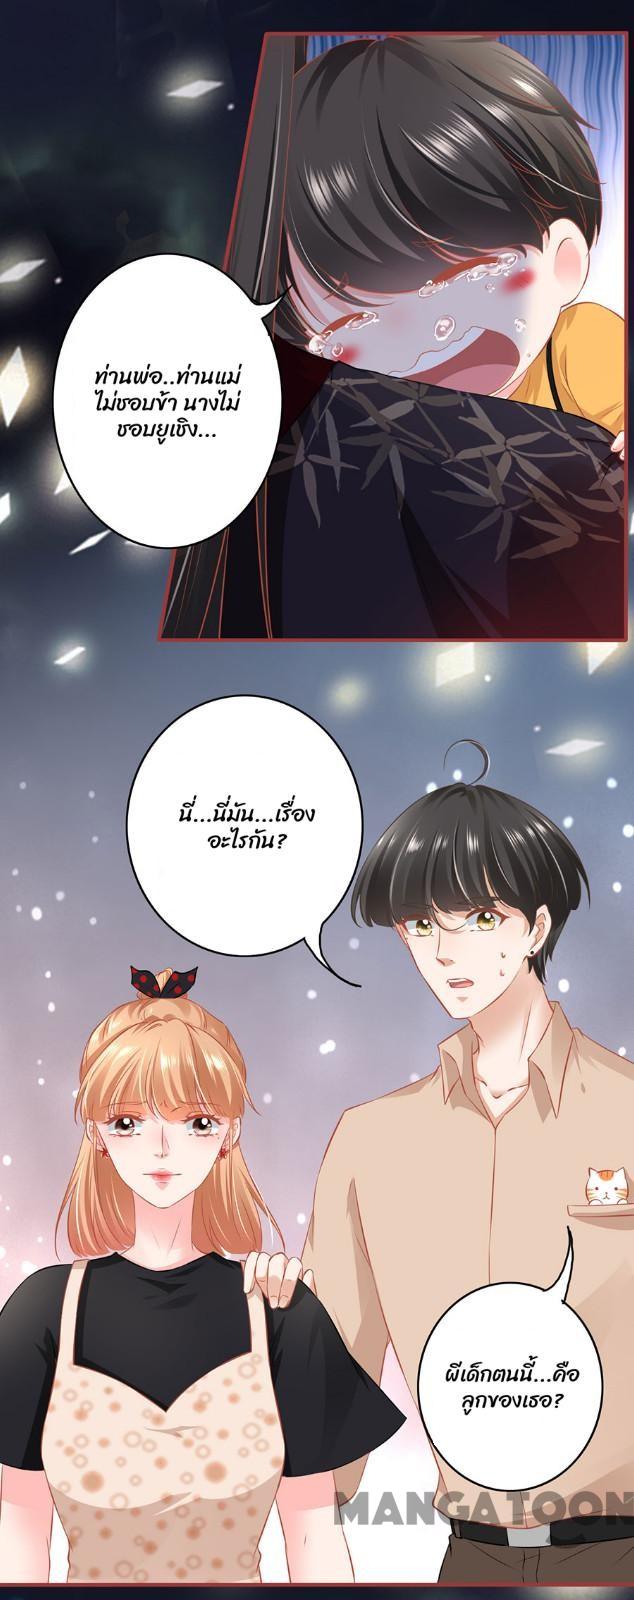 ท่านพ่อ..ท่านแม่
ไม่ชอบข้า นางไม่
ชอบยูเชิง...
นี่...นี่มัน...เรื่อง
อะไรกัน?
ผีเด็กตนนี้...คือ
ลูกของเธอ?
MANGATOON